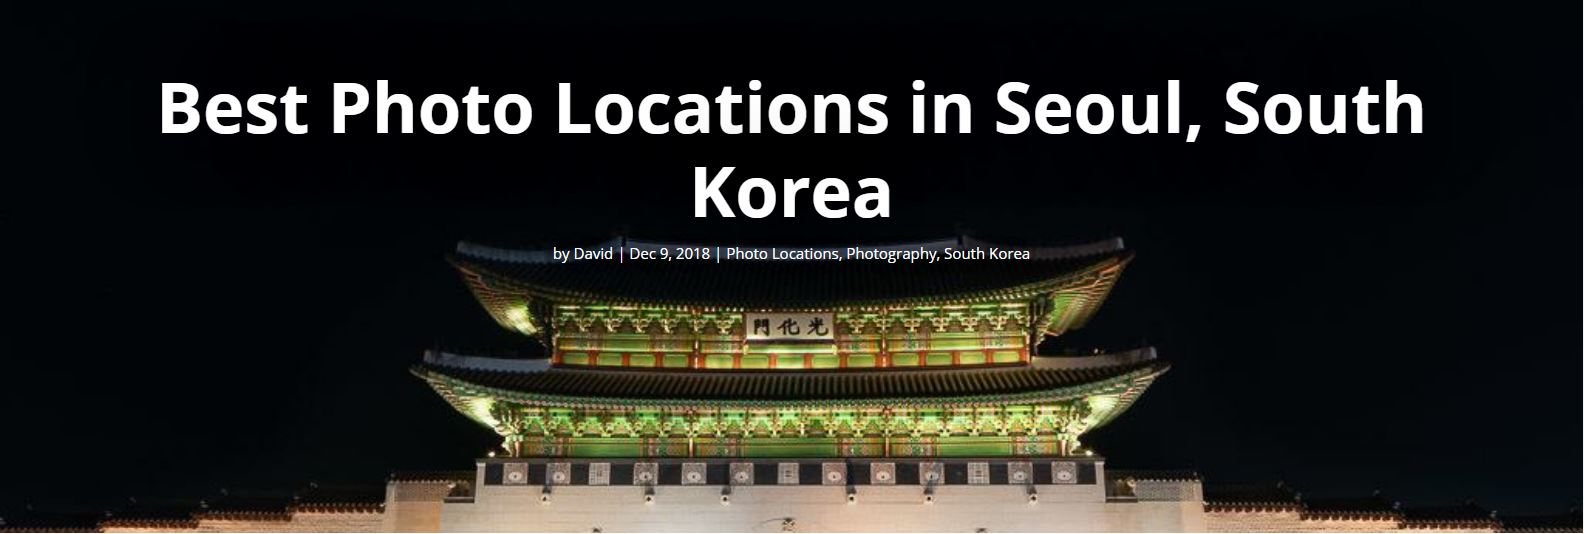 Best Photo Locations in Seoul, South
Korea
by David | Dec 9, 2018 | Photo Locations, Photography, South Korea
門化光